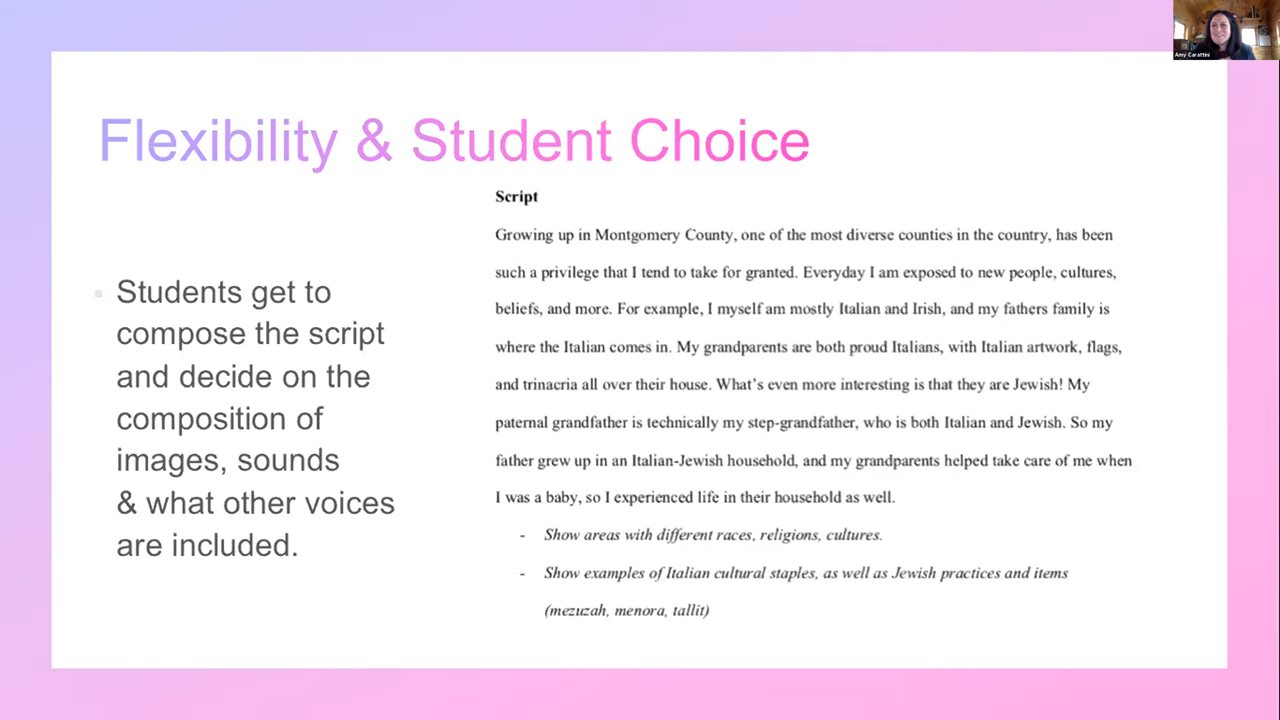 Flexibility & Student Choice
Students get to
compose the script
and decide on the
composition of
images, sounds
& what other voices
are included.
Script
Growing up in Montgomery County, one of the most diverse counties in the country, has been
such a privilege that I tend to take for granted. Everyday I am exposed to new people, cultures,
beliefs, and more. For example, I myself am mostly Italian and Irish, and my fathers family is
where the Italian comes in. My grandparents are both proud Italians, with Italian artwork, flags,
and trinacria all over their house. What's even more interesting is that they are Jewish! My
paternal grandfather is technically my step-grandfather, who is both Italian and Jewish. So my
father grew up in an Italian-Jewish household, and my grandparents helped take care of me when
I was a baby, so I experienced life in their household as well.
- Show areas with different races, religions, cultures.
- Show examples of Italian cultural staples, as well as Jewish practices and items
(mezuzah, menora, tallit)
Amy Carattini